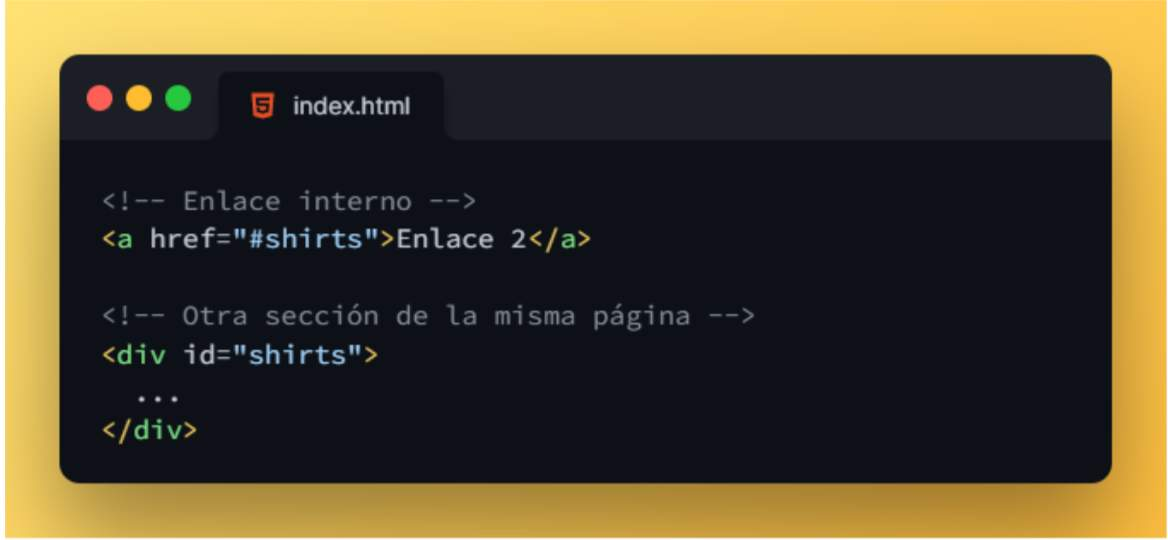 index.html
<!-- Enlace interno -->
<a href="#shirts">Enlace 2</a>
<!-- Otra sección de la misma página -->
<div id="shirts">
...
</div>